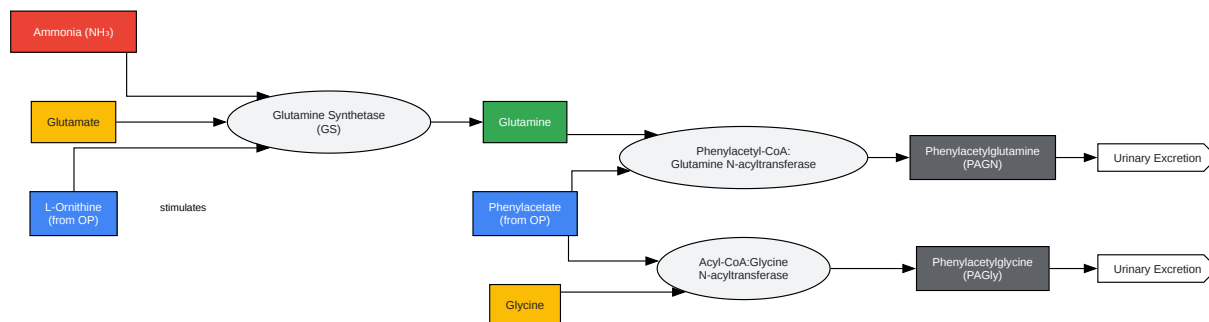 Ammonia (NH₃)
Glutamate
L-Ornithine
(from OP)
stimulates
Glutamine Synthetase
(GS)
Glutamine
Phenylacetate
(from OP)
Glycine
Phenylacetyl-CoA:
Glutamine N-acyltransferase
Acyl-CoA:Glycine
N-acyltransferase
Phenylacetylglutamine
(PAGN)
Phenylacetylglycine
(PAGly)
Urinary Excretion
Urinary Excretion